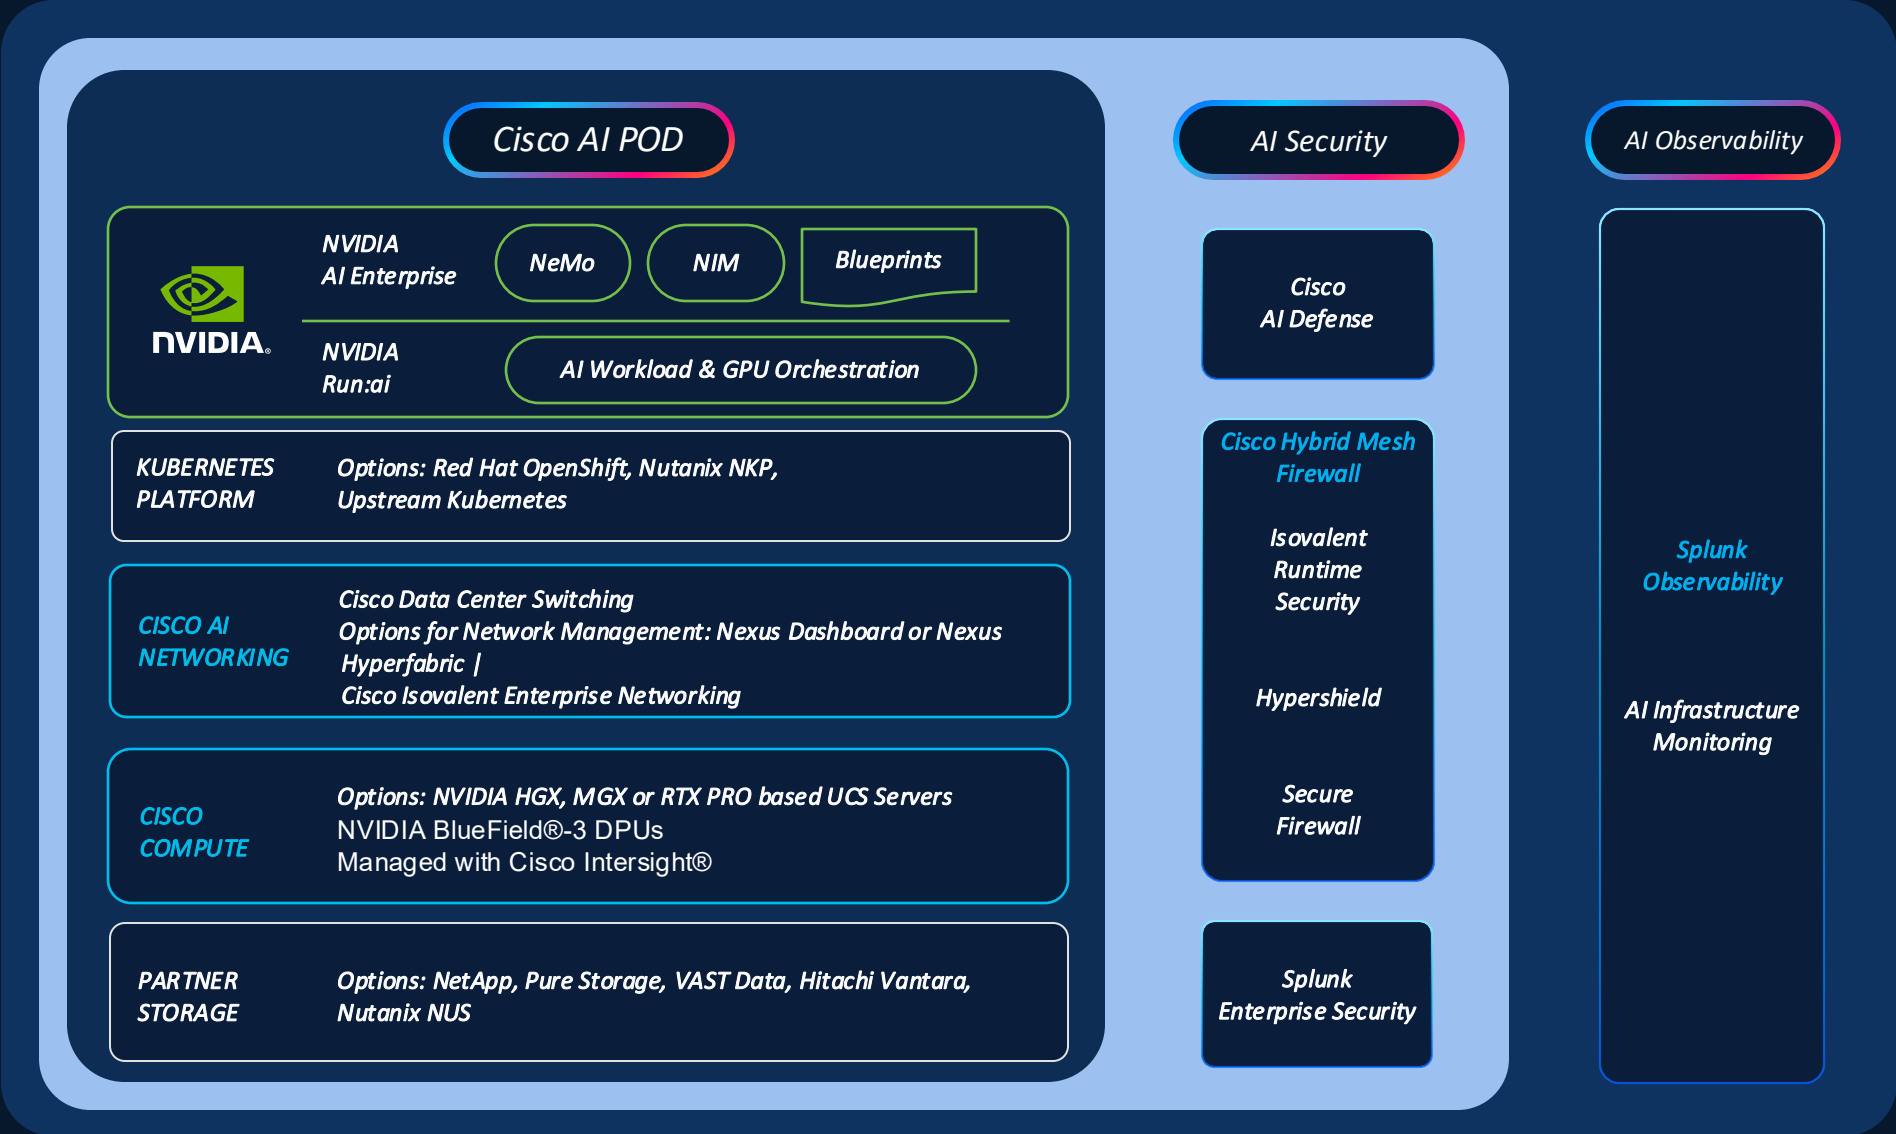 Cisco AI POD
NVIDIA
AI Enterprise
NeMo
NIM
Blueprints
NVIDIA®
NVIDIA
Run:ai
AI Workload & GPU Orchestration
KUBERNETES
PLATFORM
Options: Red Hat OpenShift, Nutanix NKP,
Upstream Kubernetes
CISCO AI
NETWORKING
Cisco Data Center Switching
Options for Network Management: Nexus Dashboard or Nexus
Hyperfabric |
Cisco Isovalent Enterprise Networking
CISCO
COMPUTE
Options: NVIDIA HGX, MGX or RTX PRO based UCS Servers
NVIDIA BlueField®-3 DPUs
Managed with Cisco Intersight®
PARTNER
STORAGE
Options: NetApp, Pure Storage, VAST Data, Hitachi Vantara,
Nutanix NUS
AI Security
Cisco
AI Defense
Cisco Hybrid Mesh
Firewall
Isovalent
Runtime
Security
Hypershield
Secure
Firewall
Splunk
Enterprise Security
AI Observability
Splunk
Observability
AI Infrastructure
Monitoring